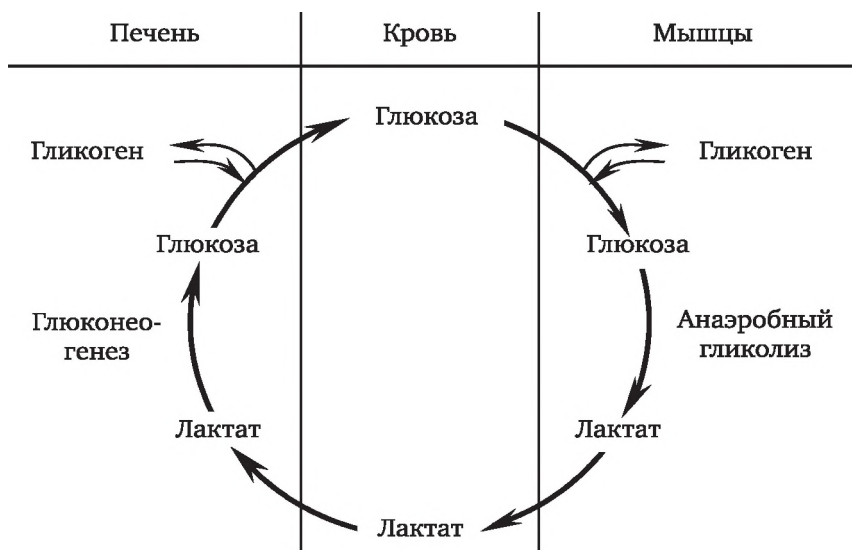 Печень
Кровь
Мышцы
Глюкоза
Гликоген
Гликоген
Глюкоза
Глюкоза
Глюконео-
генез
Анаэробный
гликолиз
Лактат
Лактат
Лактат